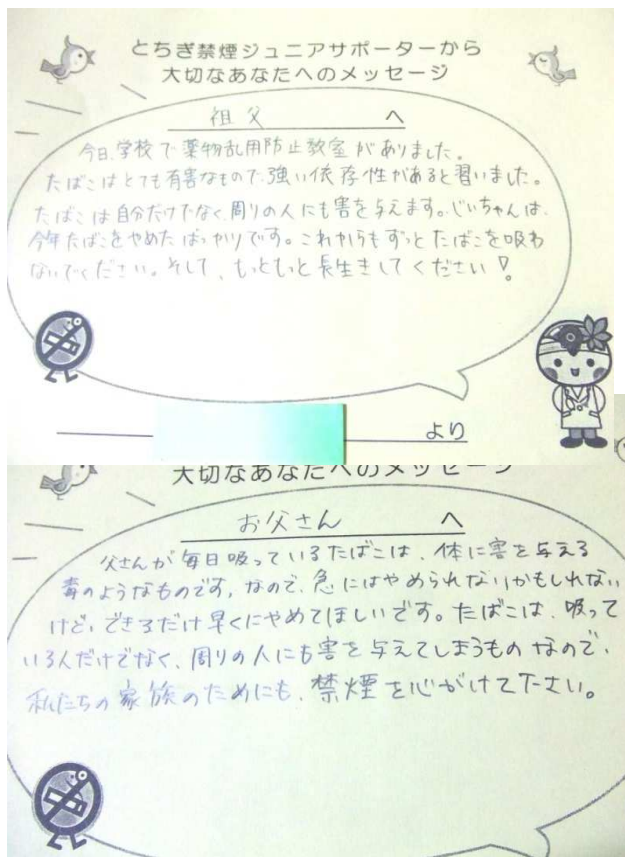 とちぎ禁煙ジュニアサポーターから
大切なあなたへのメッセージ
祖父 へ
今日、学校で薬物乱用防止教室がありました。
たばこはとても有害なもので、強い依存性があると習いました。
たばこは自分だけでなく、周りの人にも害を与えます。じいちゃんは、
今年たばこをやめたばっかりです。これからもずっとたばこを吸わ
ないでください。そして、もっともっと長生きしてください!
より
大切なあなたへのメッセージ
お父さん へ
父さんが毎日吸っているたばこは、体に害を与える
毒のようなものです。なので、急にはやめられないかもしれない
けど、できるだけ早くにやめてほしいです。たばこは、吸って
いる人だけでなく、周りの人にも害を与えてしまうものなので、
私たちの家族のためにも、禁煙を心がけて下さい。